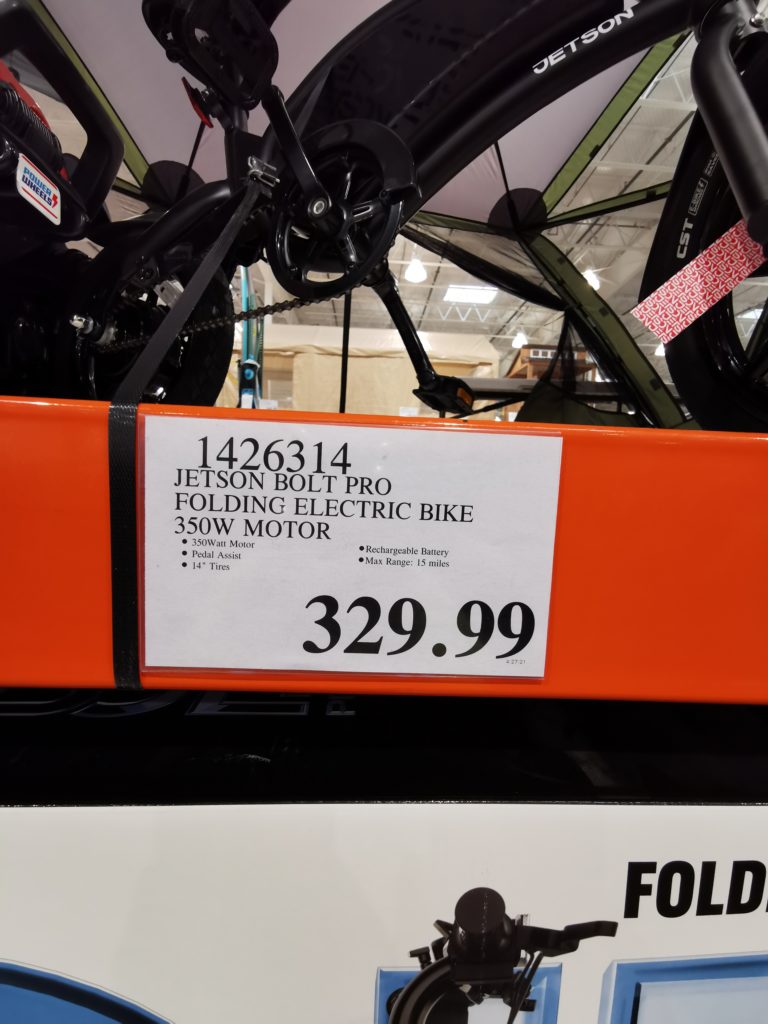 JETSON
POWER
WHEELS
CST
1426314
JETSON BOLT PRO
FOLDING ELECTRIC BIKE
350W MOTOR
• 350Watt Motor
• Pedal Assist
• 14" Tires
• Rechargeable Battery
• Max Range: 15 miles
329.99
4/27/21